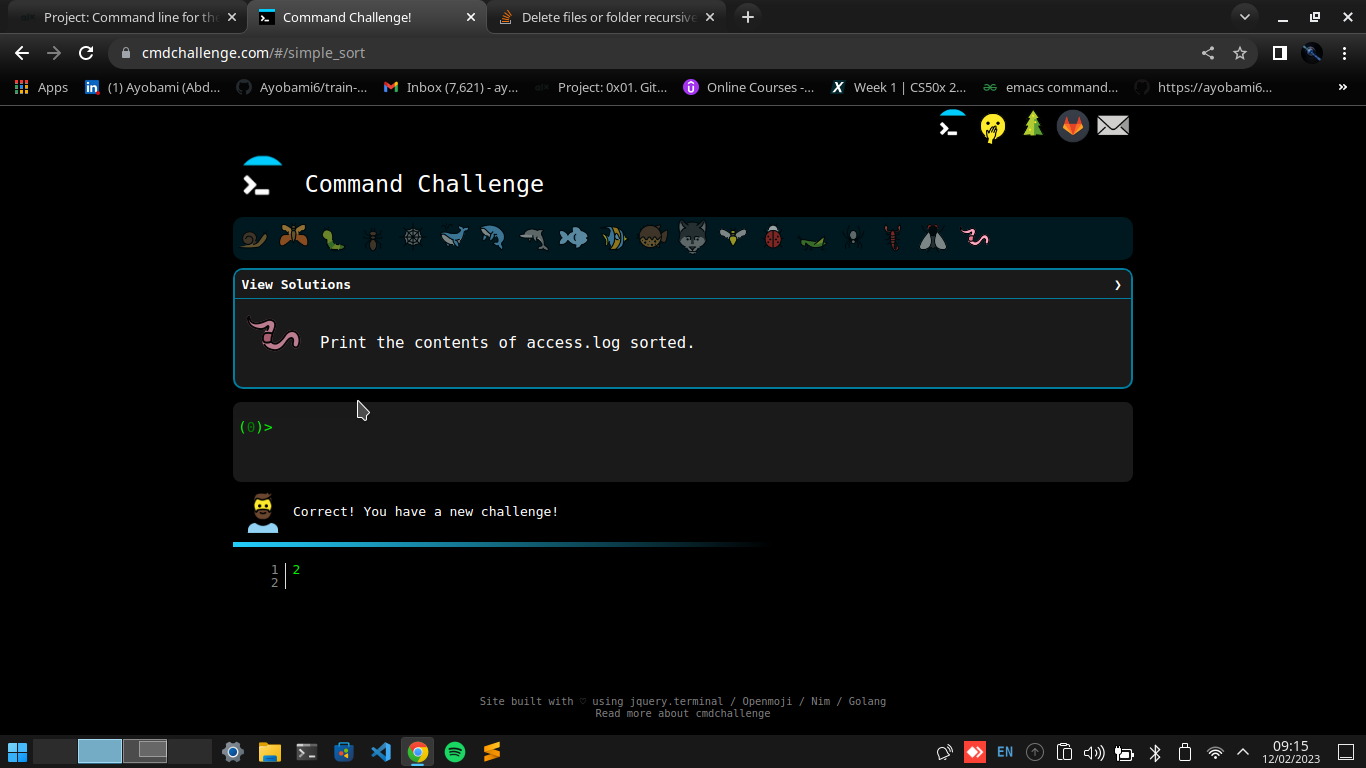 Project: Command line for the
Command Challenge!
Delete files or folder recursive
cmdchallenge.com/#/simple_sort
Apps
(1) Ayobami (Abd...
Ayobami6/train-...
Inbox (7,621) - ay...
Project: 0x01. Git...
Online Courses -...
Week 1 | CS50x 2...
emacs command...
https://ayobami6...
»
Command Challenge
View Solutions
Print the contents of access.log sorted.
(0)>
Correct! You have a new challenge!
1 2
2
Site built with ♡ using jquery.terminal / Openmoji / Nim / Golang
Read more about cmdchallenge
EN
09:15
12/02/2023